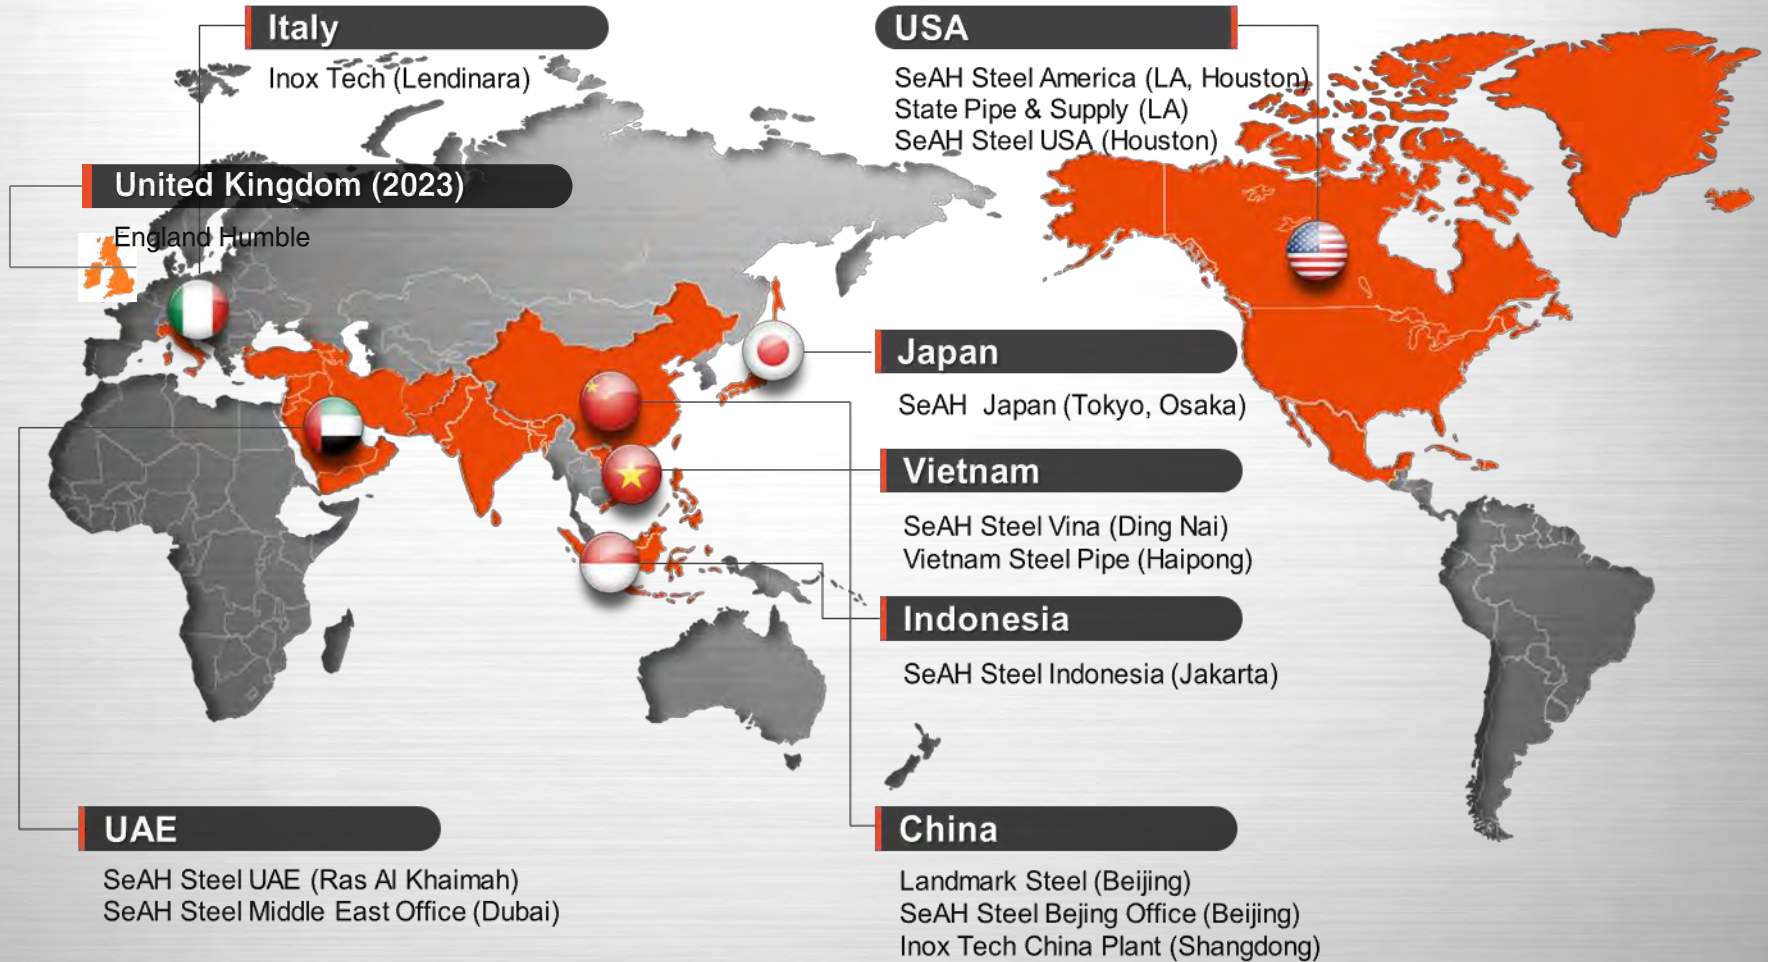 Italy
Inox Tech (Lendinara)
United Kingdom (2023)
England Humble
USA
SeAH Steel America (LA, Houston)
State Pipe & Supply (LA)
SeAH Steel USA (Houston)
Japan
SeAH Japan (Tokyo, Osaka)
Vietnam
SeAH Steel Vina (Ding Nai)
Vietnam Steel Pipe (Haipong)
Indonesia
SeAH Steel Indonesia (Jakarta)
UAE
SeAH Steel UAE (Ras Al Khaimah)
SeAH Steel Middle East Office (Dubai)
China
Landmark Steel (Beijing)
SeAH Steel Bejing Office (Beijing)
Inox Tech China Plant (Shangdong)